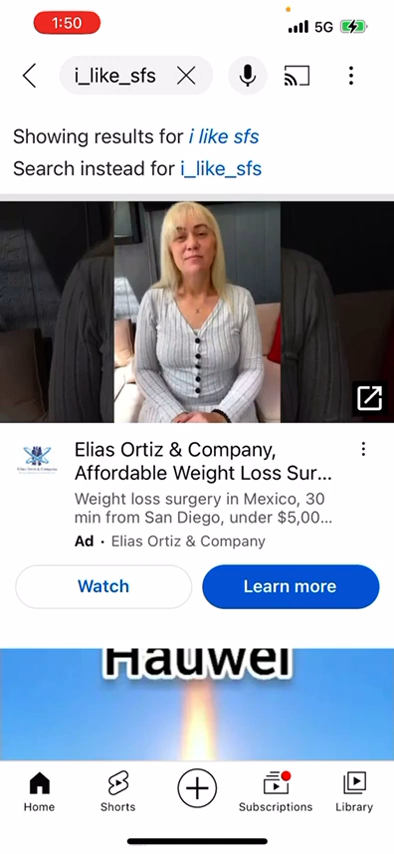 1:50
5G
i_like_sfs
Showing results for i like sfs
Search instead for i_like_sfs
Elias Ortiz & Company,
Affordable Weight Loss Sur...
Weight loss surgery in Mexico, 30
min from San Diego, under $5,00...
Ad · Elias Ortiz & Company
Watch
Learn more
Hauwei
Home
Shorts
Subscriptions
Library